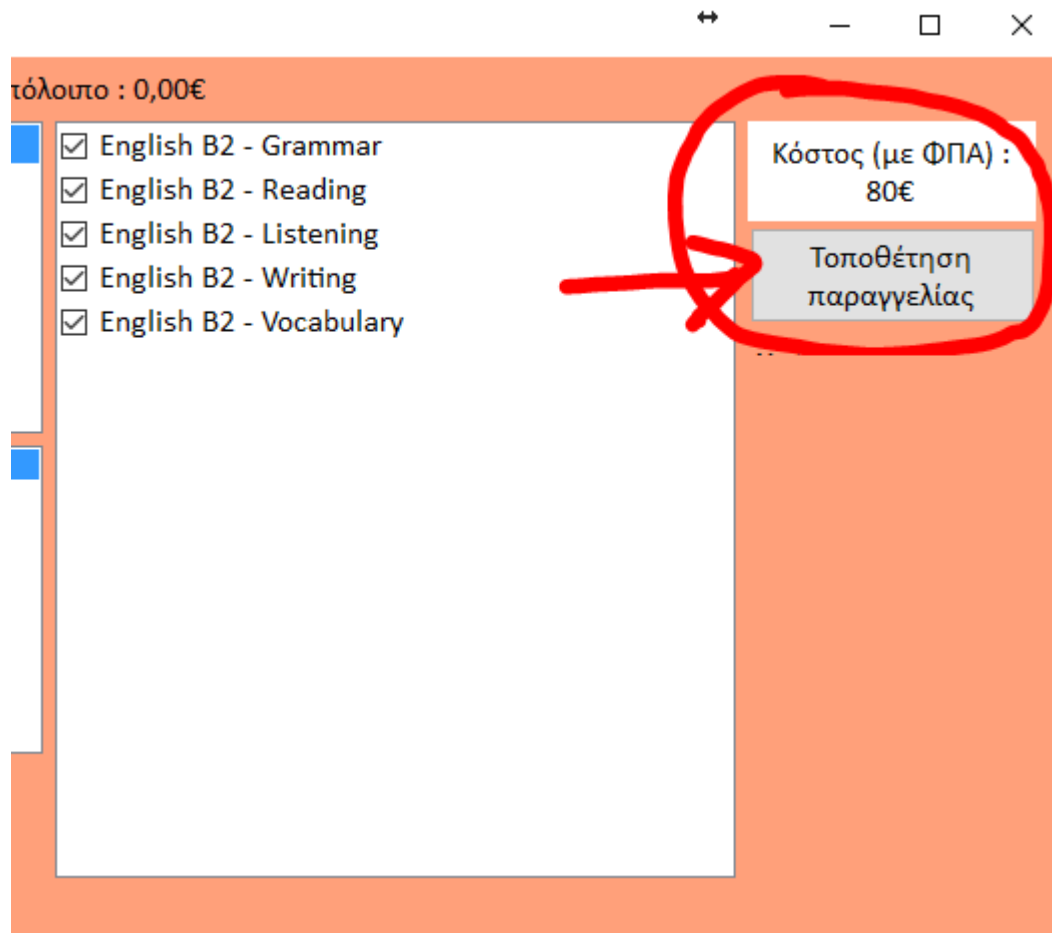 πόλοιπο : 0,00€
English B2 - Grammar
English B2 - Reading
English B2 - Listening
English B2 - Writing
English B2 - Vocabulary
Κόστος (με ΦΠΑ) :
80€
Τοποθέτηση
παραγγελίας